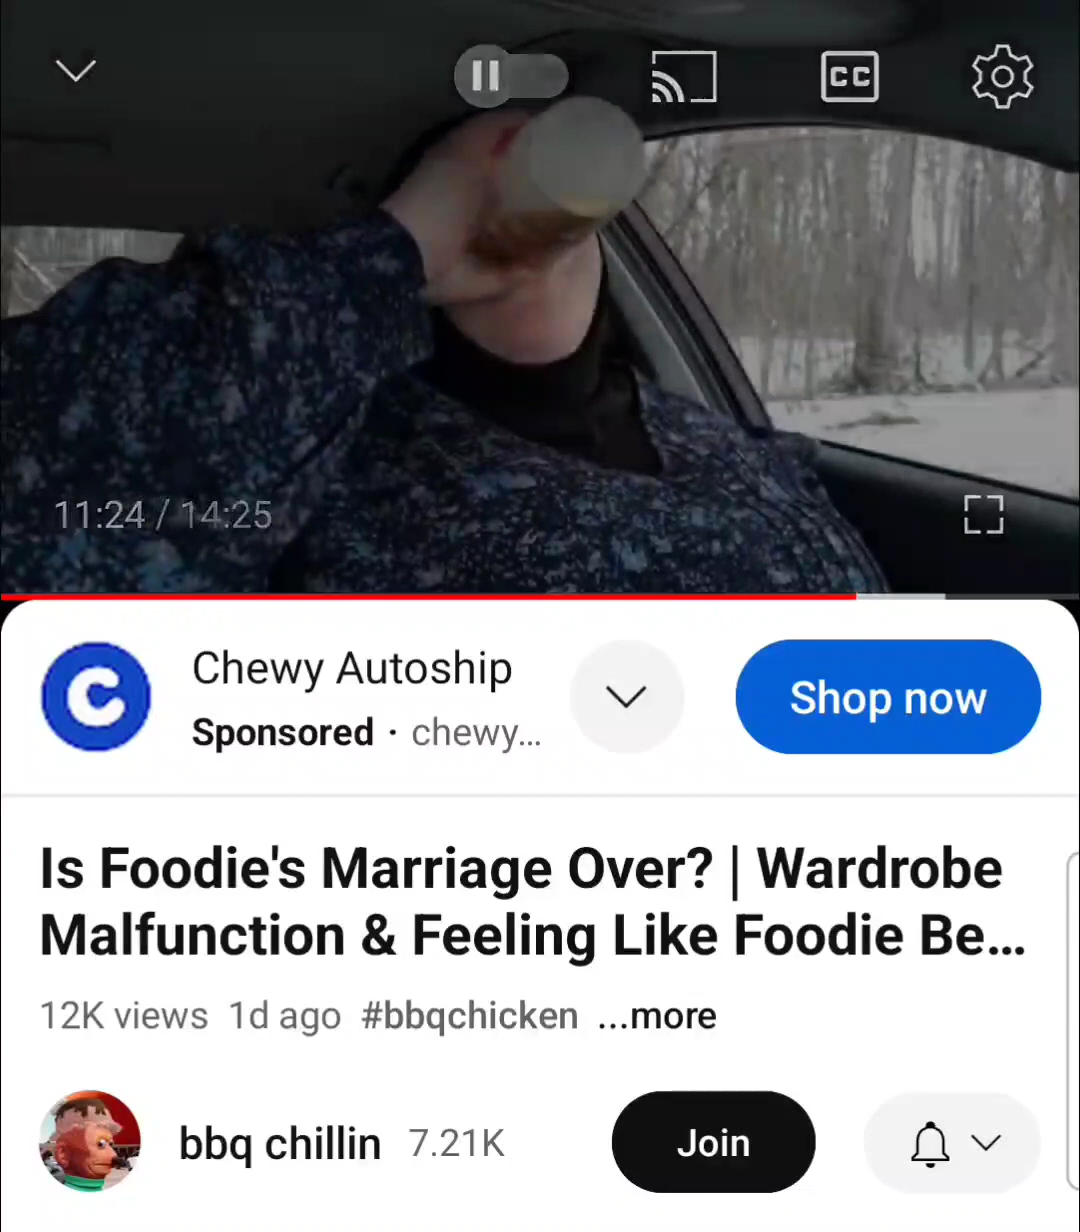 CC
11:24 / 14:25
Chewy Autoship
Shop now
Sponsored · chewy...
Is Foodie's Marriage Over? | Wardrobe
Malfunction & Feeling Like Foodie Be...
12K views 1d ago #bbqchicken ...more
bbq chillin 7.21K
Join